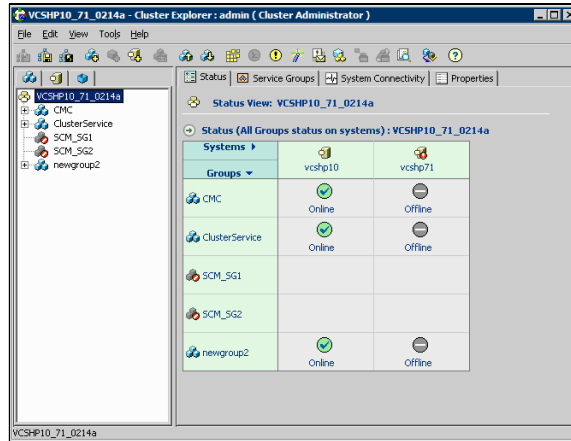 VCSHP10_71_0214a - Cluster Explorer : admin ( Cluster Administrator )
File Edit View Tools Help
Status Service Groups System Connectivity Properties
VCSHP10_71_0214a
CMC
ClusterService
SCM_SG1
SCM_SG2
newgroup2
Status View: VCSHP10_71_0214a
Status (All Groups status on systems) : VCSHP10_71_0214a
Systems
vcshp10 vcshp71
Groups
CMC Online Offline
ClusterService Online Offline
SCM_SG1
SCM_SG2
newgroup2 Online Offline
VCSHP10_71_0214a